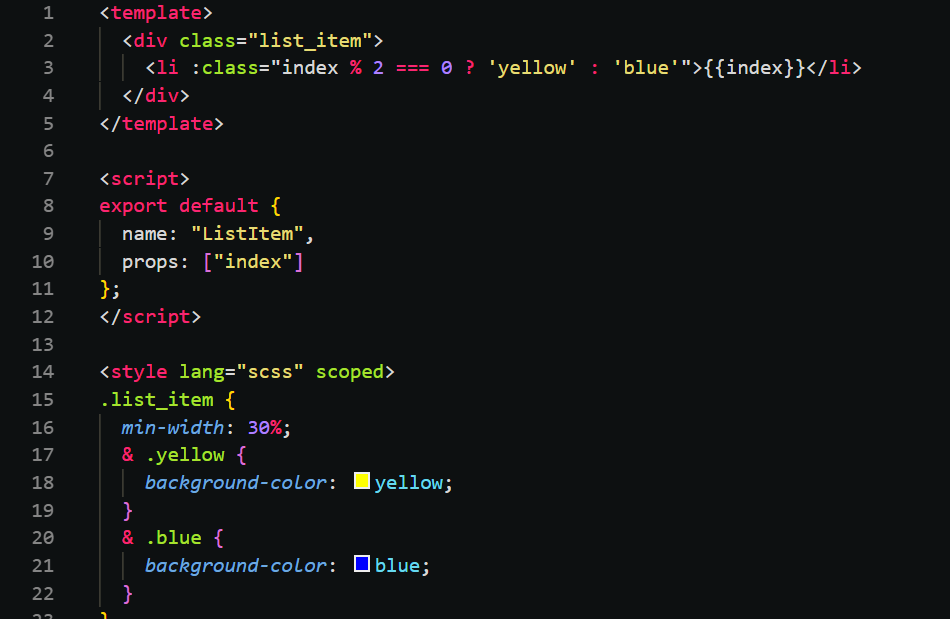 1 <template>
2 <div class="list_item">
3 <li :class="index % 2 === 0 ? 'yellow' : 'blue'">{{index}}</li>
4 </div>
5 </template>
6
7 <script>
8 export default {
9 name: "ListItem",
10 props: ["index"]
11 };
12 </script>
13
14 <style lang="scss" scoped>
15 .list_item {
16 min-width: 30%;
17 & .yellow {
18 background-color: yellow;
19 }
20 & .blue {
21 background-color: blue;
22 }
23 }